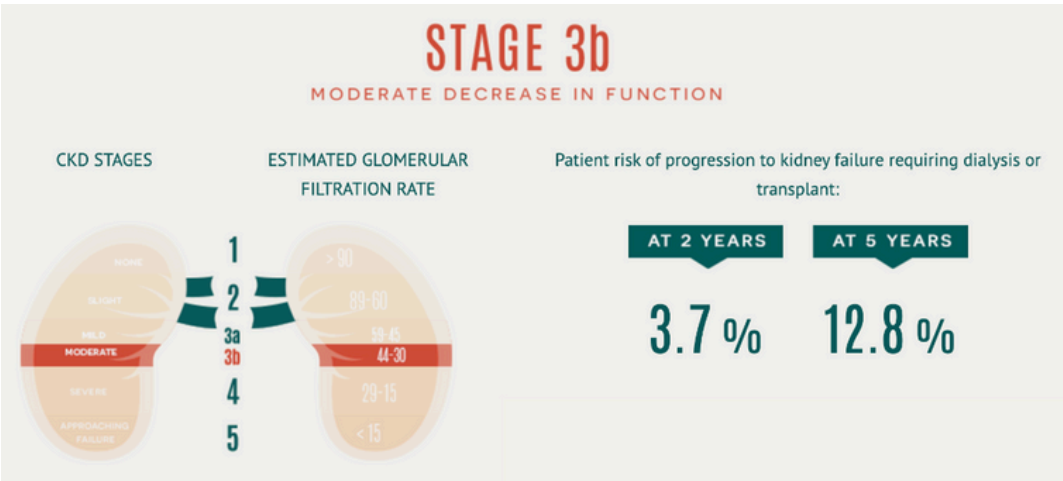 STAGE 3b
MODERATE DECREASE IN FUNCTION
CKD STAGES
ESTIMATED GLOMERULAR
FILTRATION RATE
NONE
SLIGHT
MILD
MODERATE
SEVERE
APPROACHING
FAILURE
1
2
3a
3b
4
5
> 90
89-60
59-45
44-30
29-15
< 15
Patient risk of progression to kidney failure requiring dialysis or
transplant:
AT 2 YEARS
3.7 %
AT 5 YEARS
12.8 %